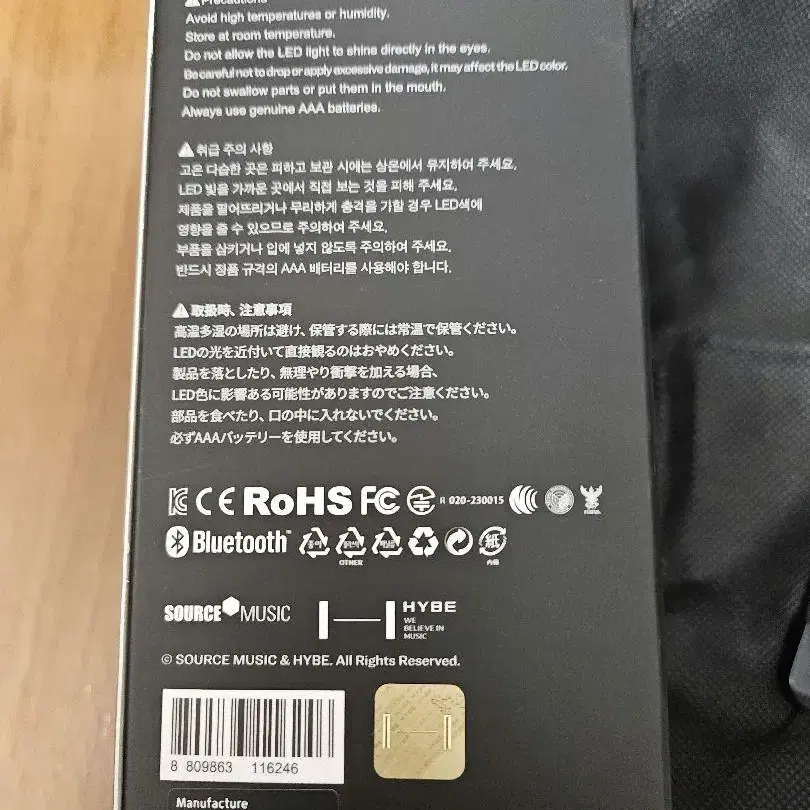 ⚠Precautions
Avoid high temperatures or humidity.
Store at room temperature.
Do not allow the LED light to shine directly in the eyes.
Be careful not to drop or apply excessive damage, it may affect the LED color.
Do not swallow parts or put them in the mouth.
Always use genuine AAA batteries.
⚠취급 주의 사항
고온 다습한 곳은 피하고 보관 시에는 상온에서 유지하여 주세요.
LED 빛을 가까운 곳에서 직접 보는 것을 피해 주세요.
제품을 떨어뜨리거나 무리하게 충격을 가할 경우 LED색에
영향을 줄 수 있으므로 주의하여 주세요.
부품을 삼키거나 입에 넣지 않도록 주의하여 주세요.
반드시 정품 규격의 AAA 배터리를 사용해야 합니다.
⚠取扱時、注意事項
高温多湿の場所は避け、保管する際には常温で保管ください。
LEDの光を近付いて直接観るのはおやめください。
製品を落としたり、無理やり衝撃を加える場合、
LED色に影響ある可能性がありますのでご注意ください。
部品を食べたり、口の中に入れないでください。
必ずAAAバッテリーを使用してください。
CE RoHS FC R 020-230015
Bluetooth™ 종이 紙
OTHER 内箱
SOURCE MUSIC HYBE
WE
BELIEVE IN
MUSIC
© SOURCE MUSIC & HYBE. All Rights Reserved.
8 809863 116246
Manufacture